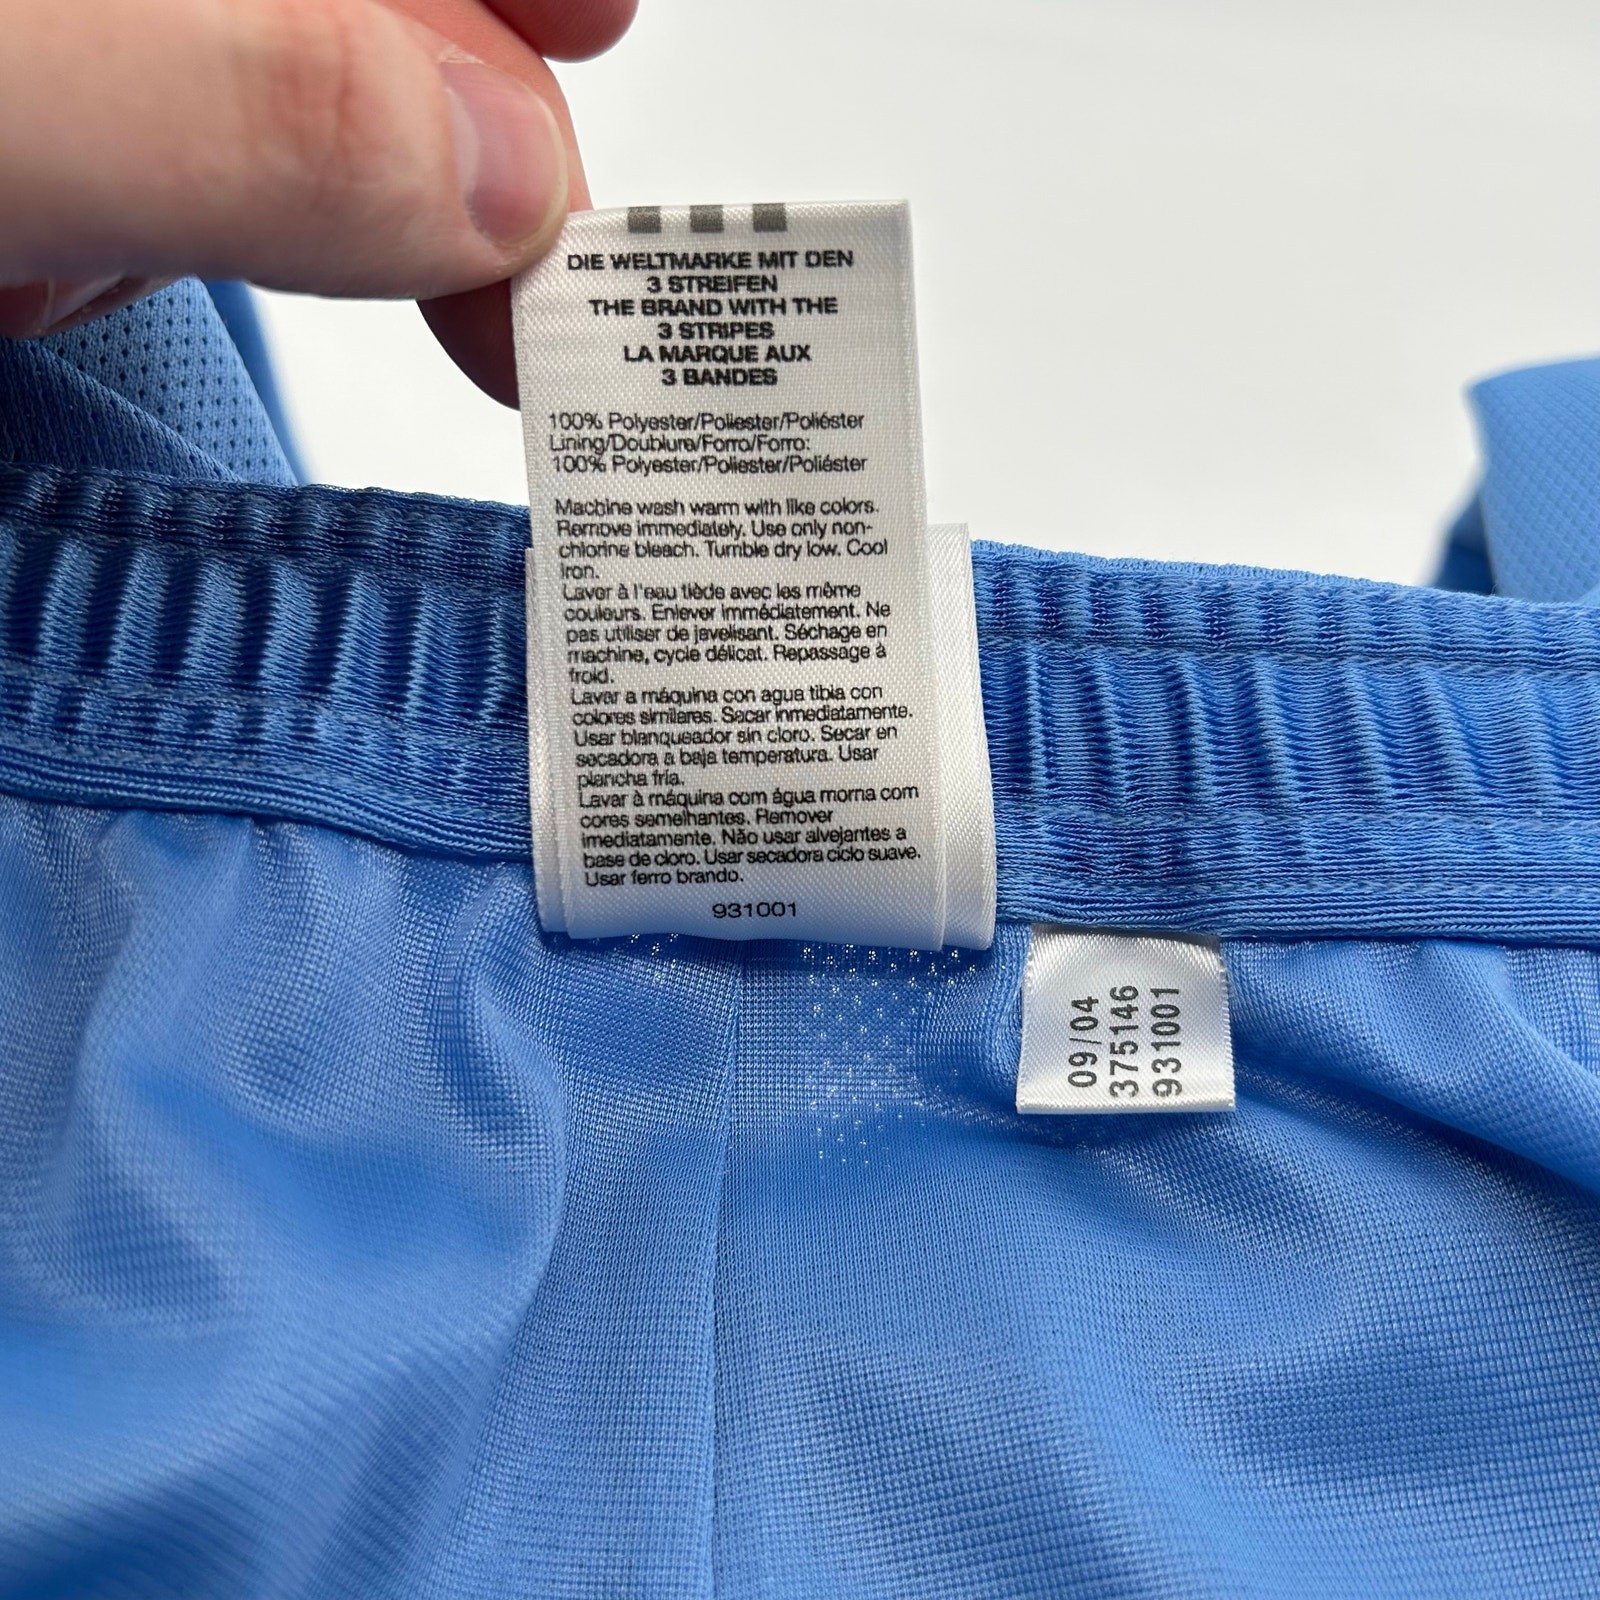 DIE WELTMARKE MIT DEN
3 STREIFEN
THE BRAND WITH THE
3 STRIPES
LA MARQUE AUX
3 BANDES
100% Polyester/Poliester/Poliéster
Lining/Doublure/Forro/Forro:
100% Polyester/Poliester/Poliéster
Machine wash warm with like colors.
Remove immediately. Use only non-
chlorine bleach. Tumble dry low. Cool
iron.
Laver à l'eau tiède avec les même
couleurs. Enlever immédiatement. Ne
pas utiliser de javelisant. Séchage en
machine, cycle délicat. Repassage à
froid.
Lavar a máquina con agua tibia con
colores similares. Sacar inmediatamente.
Usar blanqueador sin cloro. Secar en
secadora a baja temperatura. Usar
plancha fria.
Lavar à máquina com água morna com
cores semelhantes. Remover
imediatamente. Não usar alvejantes a
base de cloro. Usar secadora ciclo suave.
Usar ferro brando.
931001
09/04
375146
931001